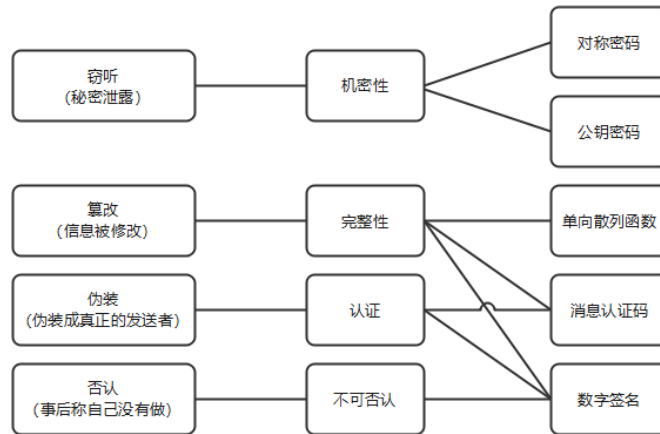 窃听
(秘密泄露)
机密性
对称密码
公钥密码
篡改
(信息被修改)
完整性
单向散列函数
伪装
(伪装成真正的发送者)
认证
消息认证码
否认
(事后称自己没有做)
不可否认
数字签名